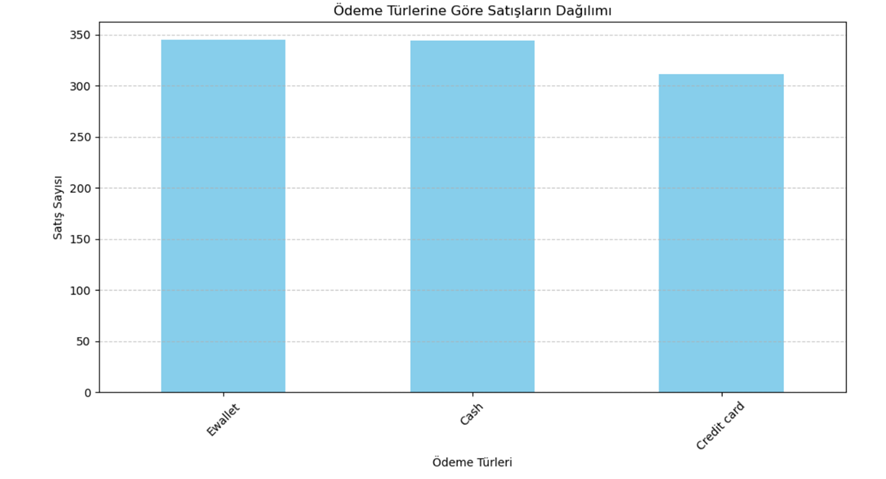 Ödeme Türlerine Göre Satışların Dağılımı
350
300
250
200
150
100
50
0
Satış Sayısı
Ewallet
Cash
Credit card
Ödeme Türleri